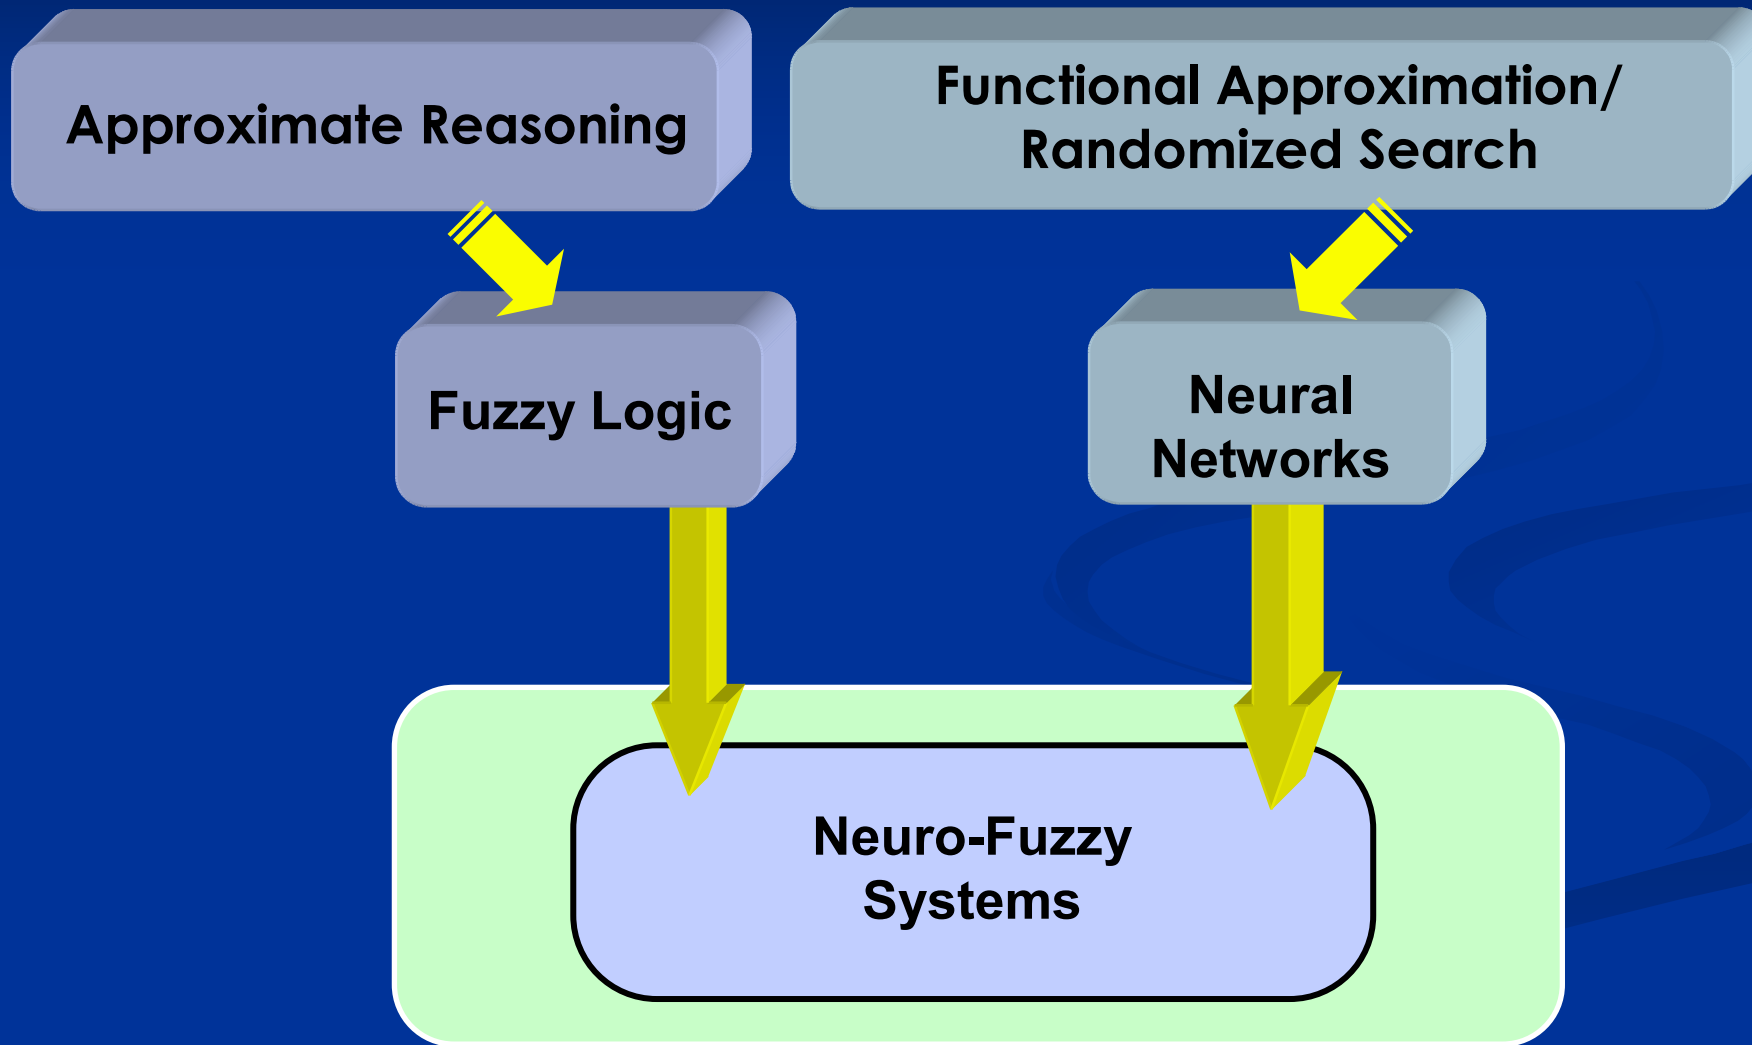 Approximate Reasoning
Functional Approximation/
Randomized Search
Fuzzy Logic
Neural
Networks
Neuro-Fuzzy
Systems